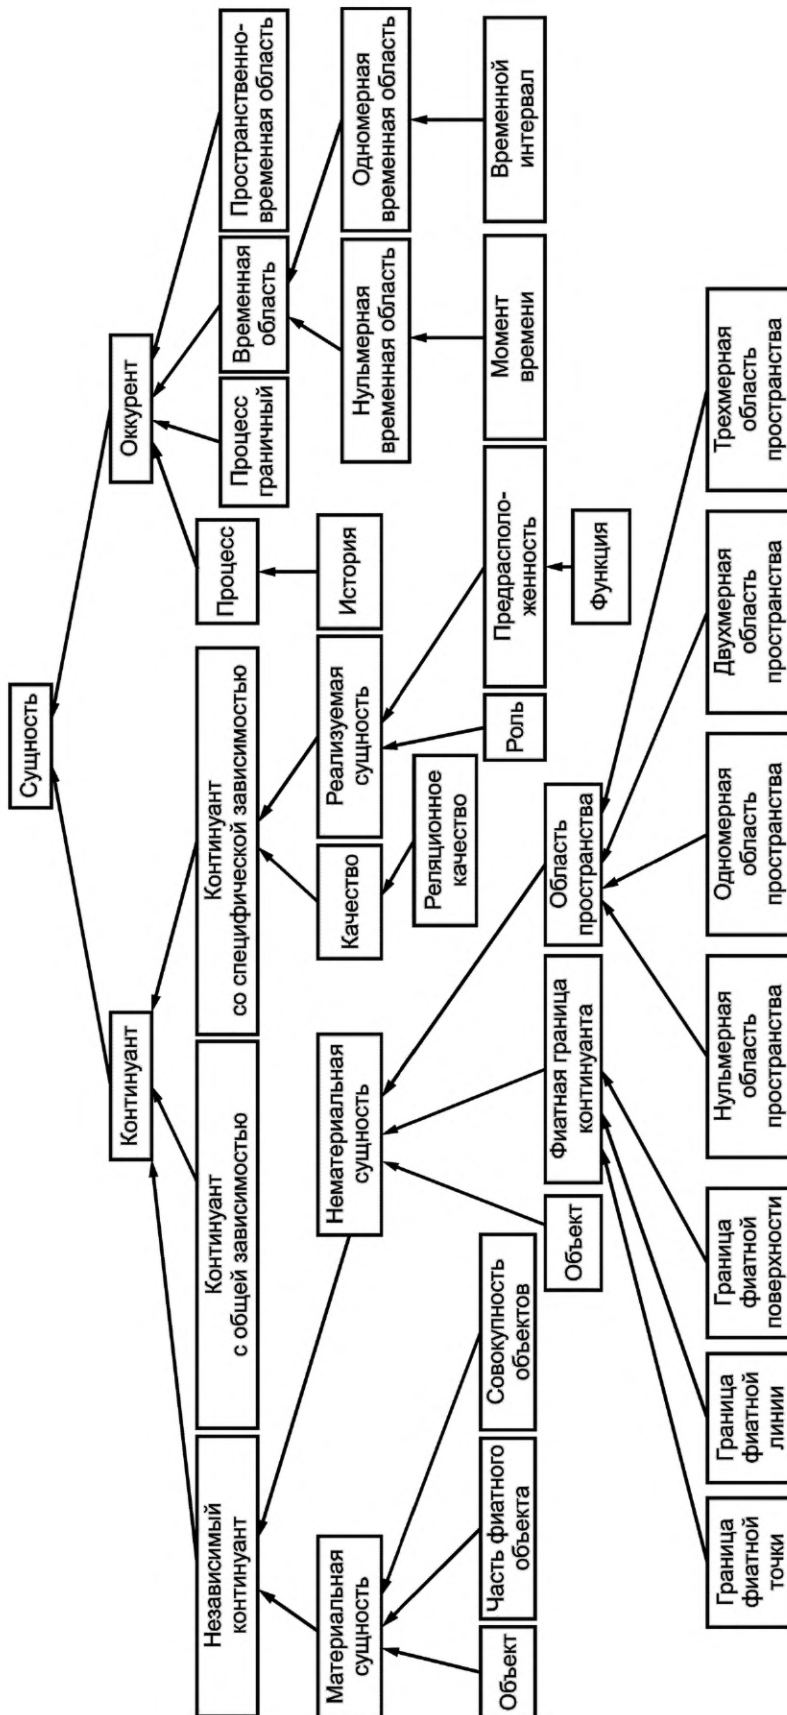 Сущность
Континуант
Оккурент
Независимый
континуант
Континуант
с общей зависимостью
Континуант
со специфической зависимостью
Процесс
Процесс
граничный
Временная
область
Пространственно-
временная область
Материальная
сущность
Нематериальная
сущность
Качество
Реализуемая
сущность
История
Нульмерная
временная область
Одномерная
временная область
Реляционное
качество
Объект
Часть фиатного
объекта
Совокупность
объектов
Роль
Предрасполо-
женность
Момент
времени
Временной
интервал
Объект
Фиатная граница
континуанта
Область
пространства
Функция
Граница
фиатной
точки
Граница
фиатной
линии
Граница
фиатной
поверхности
Нульмерная
область
пространства
Одномерная
область
пространства
Двухмерная
область
пространства
Трехмерная
область
пространства